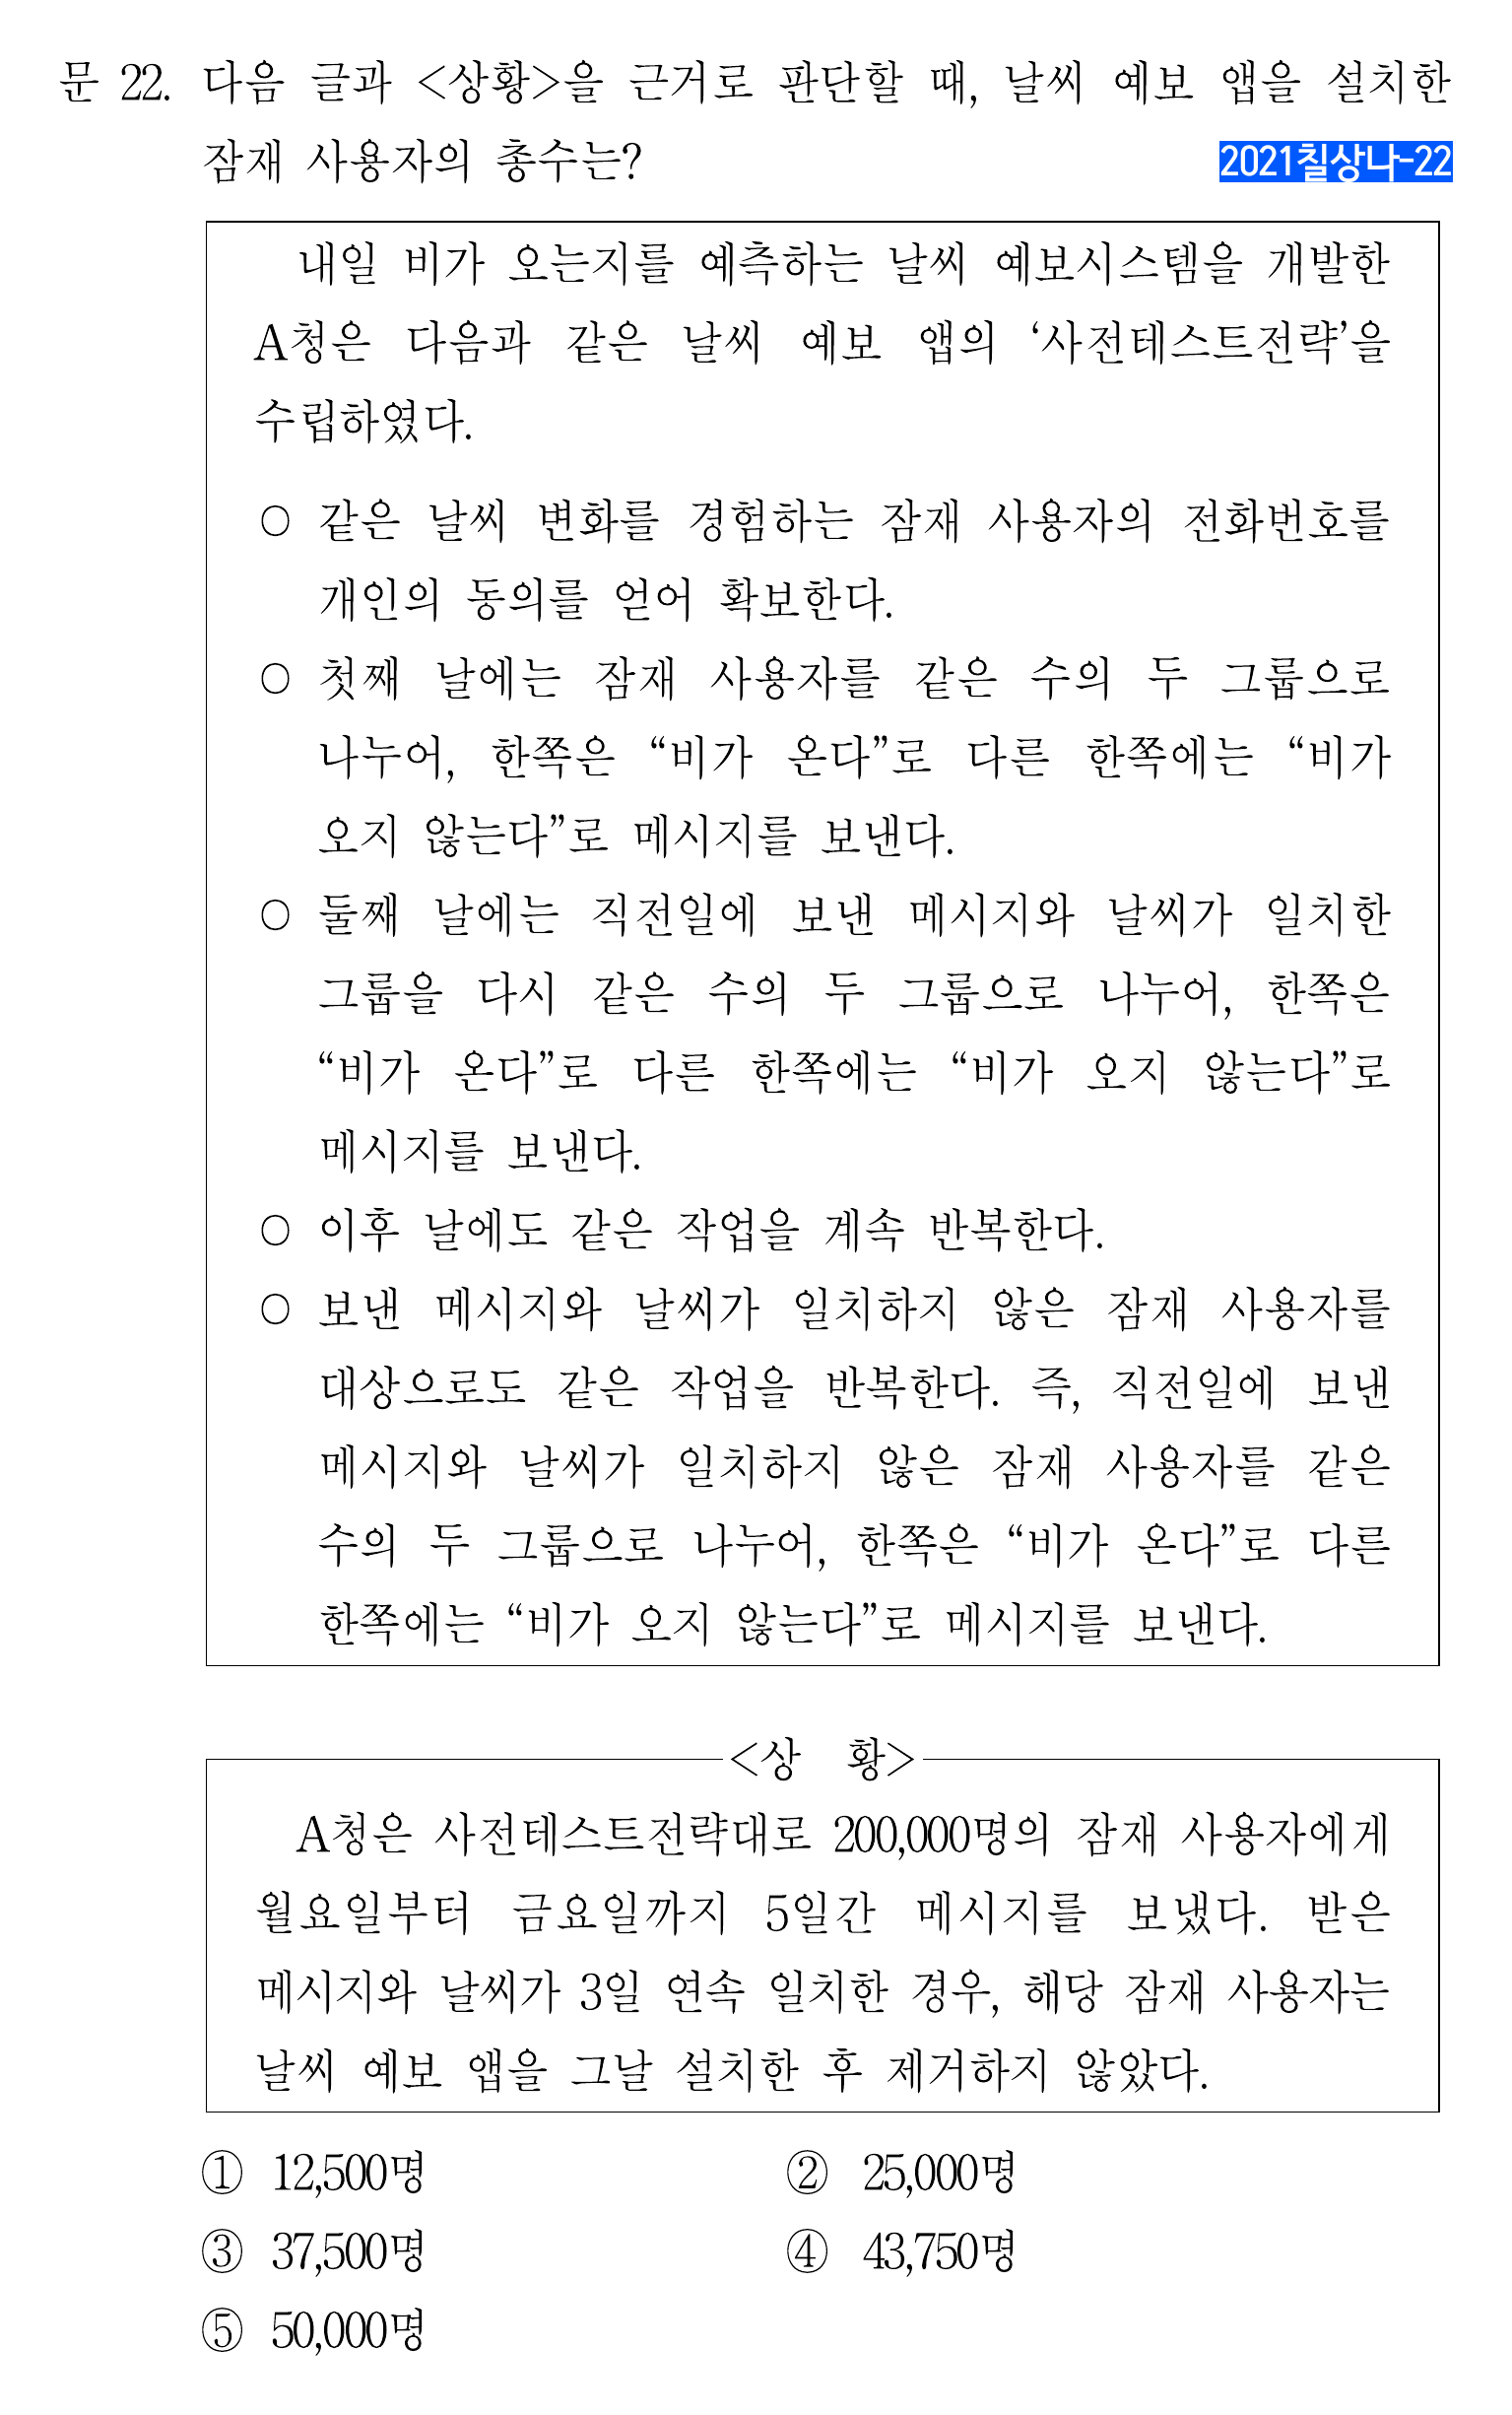 문 22. 다음 글과 <상황>을 근거로 판단할 때, 날씨 예보 앱을 설치한
잠재 사용자의 총수는?
2021칠상나-22
내일 비가 오는지를 예측하는 날씨 예보시스템을 개발한
A청은 다음과 같은 날씨 예보 앱의 ‘사전테스트전략’을
수립하였다.
○ 같은 날씨 변화를 경험하는 잠재 사용자의 전화번호를
개인의 동의를 얻어 확보한다.
○ 첫째 날에는 잠재 사용자를 같은 수의 두 그룹으로
나누어, 한쪽은 “비가 온다”로 다른 한쪽에는 “비가
오지 않는다”로 메시지를 보낸다.
○ 둘째 날에는 직전일에 보낸 메시지와 날씨가 일치한
그룹을 다시 같은 수의 두 그룹으로 나누어, 한쪽은
“비가 온다”로 다른 한쪽에는 “비가 오지 않는다”로
메시지를 보낸다.
○ 이후 날에도 같은 작업을 계속 반복한다.
○ 보낸 메시지와 날씨가 일치하지 않은 잠재 사용자를
대상으로도 같은 작업을 반복한다. 즉, 직전일에 보낸
메시지와 날씨가 일치하지 않은 잠재 사용자를 같은
수의 두 그룹으로 나누어, 한쪽은 “비가 온다”로 다른
한쪽에는 “비가 오지 않는다”로 메시지를 보낸다.
<상 황>
A청은 사전테스트전략대로 200,000명의 잠재 사용자에게
월요일부터 금요일까지 5일간 메시지를 보냈다. 받은
메시지와 날씨가 3일 연속 일치한 경우, 해당 잠재 사용자는
날씨 예보 앱을 그날 설치한 후 제거하지 않았다.
① 12,500명 ② 25,000명
③ 37,500명 ④ 43,750명
⑤ 50,000명